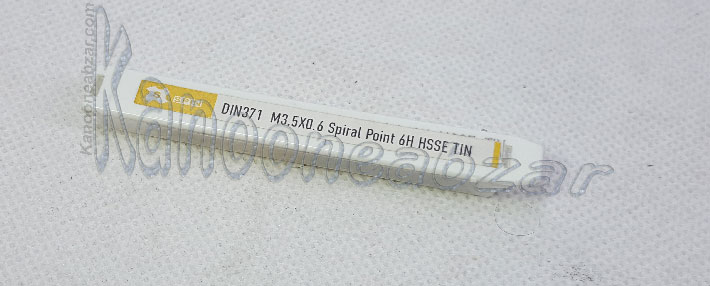 DIN371 M3.5X0.6 Spiral Point 6H HSSE TIN
Kanooneabzar
Kanooneabzar.com